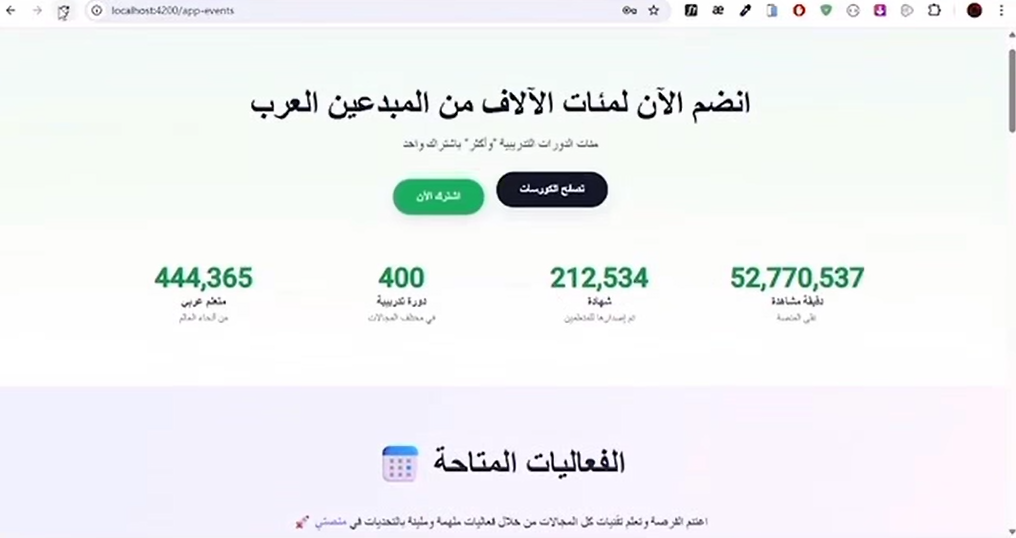 localhost:4200/app-events
انضم الآن لمئات الآلاف من المبدعين العرب
مئات الدورات التدريبية "وأكثر" باشتراك واحد
تصفح الكورسات
اشترك الآن
52,770,537
دقيقة مشاهدة
على المنصة
212,534
شهادة
تم إصدارها للمتعلمين
400
دورة تدريبية
في مختلف المجالات
444,365
متعلم عربي
من أنحاء العالم
الفعاليات المتاحة
اغتنم الفرصة وتعلم تقنيات كل المجالات من خلال فعاليات ملهمة ومليئة بالتحديات في منصتي